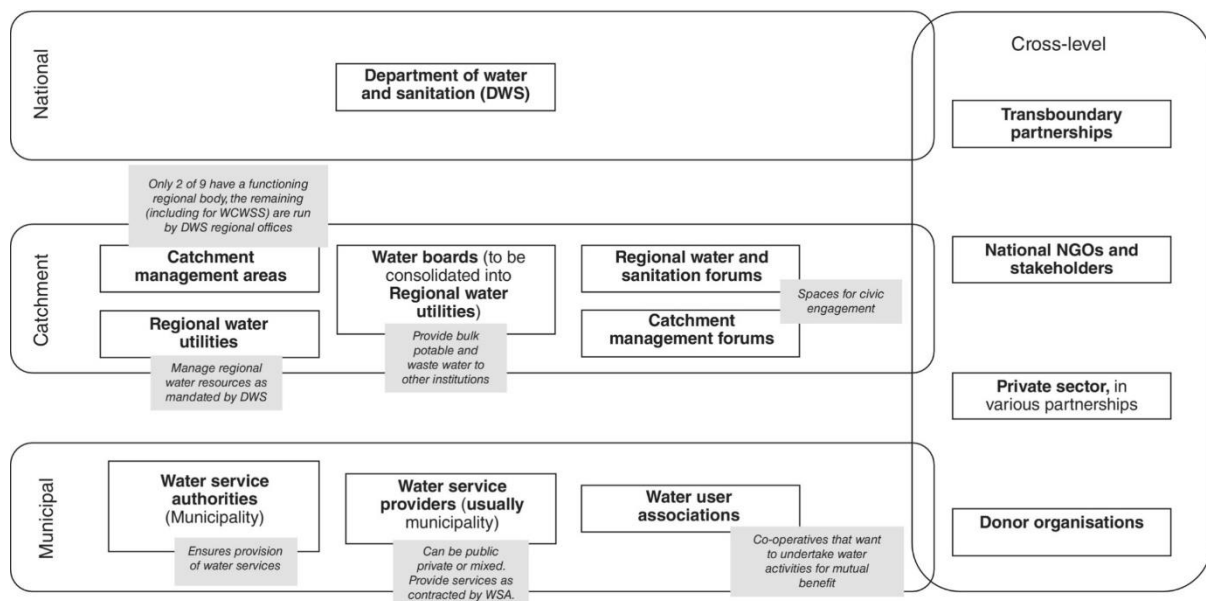 National
Department of water
and sanitation (DWS)
Cross-level
Transboundary
partnerships
National NGOs and
stakeholders
Private sector, in
various partnerships
Donor organisations
Catchment
Only 2 of 9 have a functioning
regional body, the remaining
(including for WCWSS) are run
by DWS regional offices
Catchment
management areas
Regional water
utilities
Manage regional
water resources as
mandated by DWS
Water boards (to be
consolidated into
Regional water
utilities)
Provide bulk
potable and
waste water to
other institutions
Regional water and
sanitation forums
Spaces for civic
engagement
Catchment
management forums
Municipal
Water service
authorities
(Municipality)
Ensures provision
of water services
Water service
providers (usually
municipality)
Can be public
private or mixed.
Provide services as
contracted by WSA.
Water user
associations
Co-operatives that want
to undertake water
activities for mutual
benefit